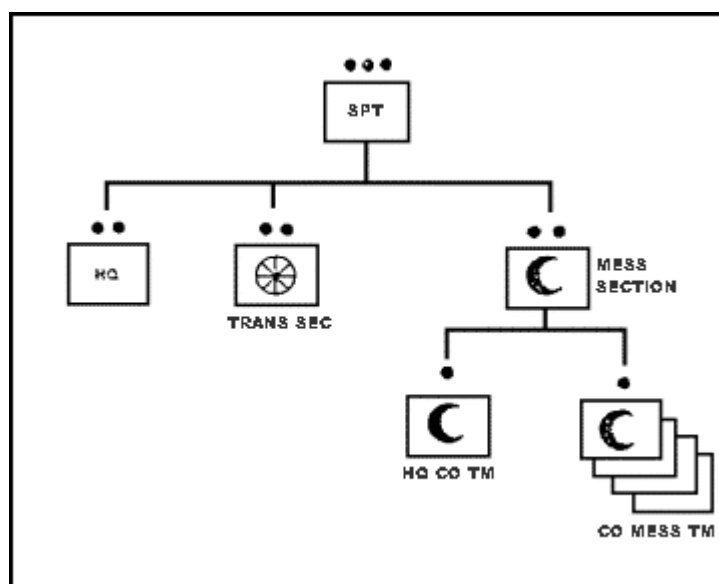 SPT
HQ
MESS
SECTION
TRANS SEC
HQ CO TM
CO MESS TM